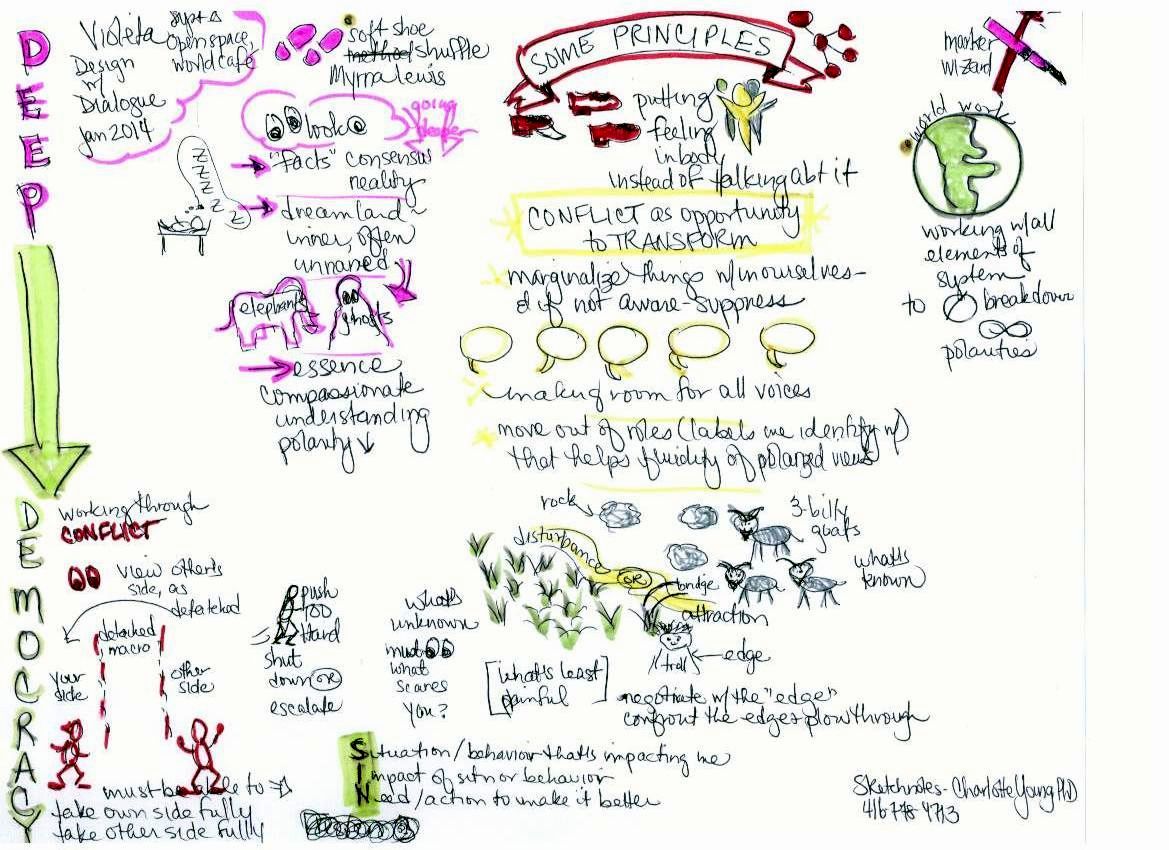 DEEP
DEMOCRACY
Violeta
Design
w/
Dialogue
Jan 2014
Open space,
world café
soft shoe
shuffle
Myrna Lewis
look @
going
deeper
"facts" consensus
reality
Z
Z
Z
Z
Z
Z
dreamland -
inner, often
unnamed
elephants
ghosts
essence
compassionate
understanding
polarity ↓
SOME PRINCIPLES
putting
feeling
in body
instead of talking abt it
CONFLICT as opportunity
to TRANSFORM
marginalize things w/in ourselves -
& if not aware - suppress
making room for all voices
move out of roles (labels we identify w/)
that helps fluidity of polarized views
marker
wizard
world work
working w/all
elements of
system
to breakdown
polarities
working through
CONFLICT
view other's
side, as
detached
detached
macro
your
side
other
side
must be able to →
take own side fully
take other side fully
push
too
hard
shut
down OR
escalate
what's
unknown
what
scares
you?
rock
3-billy
goats
disturbance
OR
bridge
attraction
what's
known
troll
edge
[what's least
painful]
negotiate w/the "edge"
confront the edge & plow through
Situation/behavior that's impacting me
Impact of sitn or behavior
Need/action to make it better
Sketchnotes - Charlotte Young PhD
416 778-4713